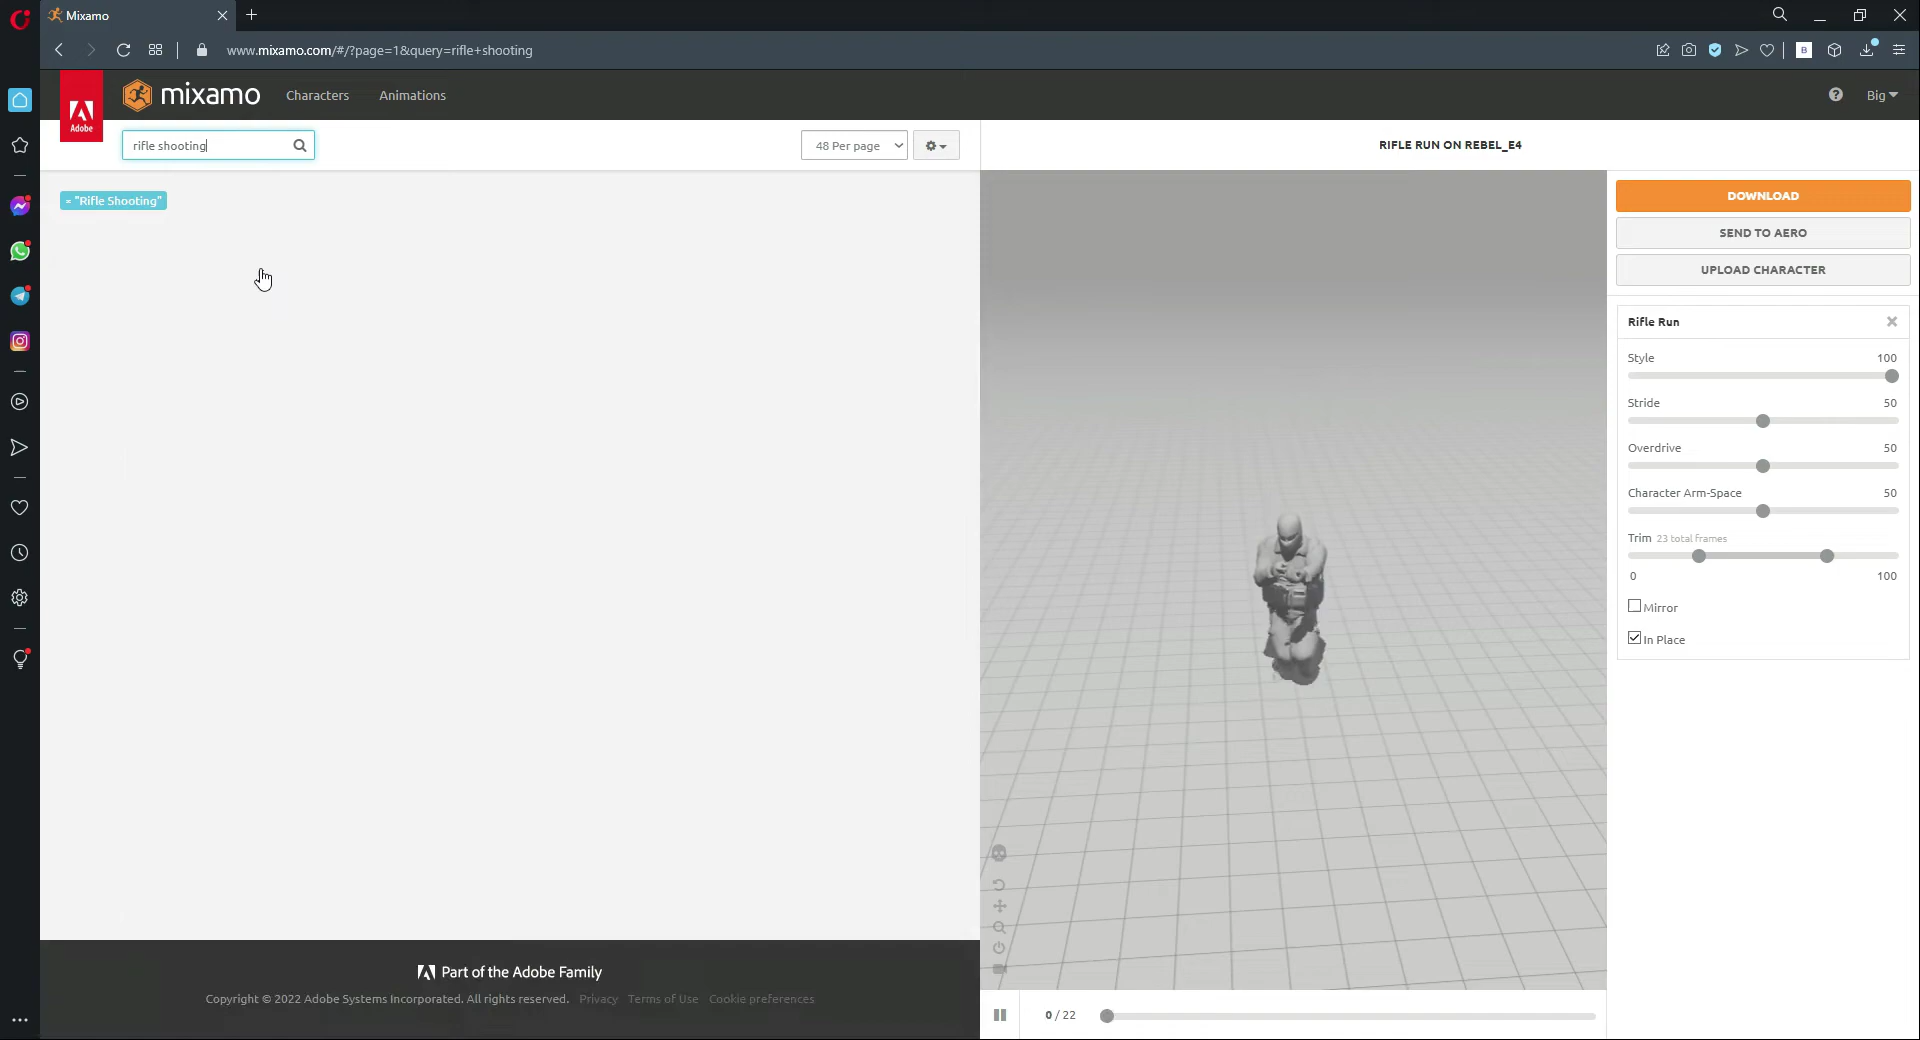 Mixamo
www.mixamo.com/#/?page=1&query=rifle+shooting
B
Adobe
mixamo
Characters
Animations
Big
rifle shooting
48 Per page
RIFLE RUN ON REBEL_E4
× "Rifle Shooting"
DOWNLOAD
SEND TO AERO
UPLOAD CHARACTER
Rifle Run
Style 100
Stride 50
Overdrive 50
Character Arm-Space 50
Trim 23 total frames
0 100
Mirror
In Place
Part of the Adobe Family
Copyright © 2022 Adobe Systems Incorporated. All rights reserved. Privacy Terms of Use Cookie preferences
0 / 22